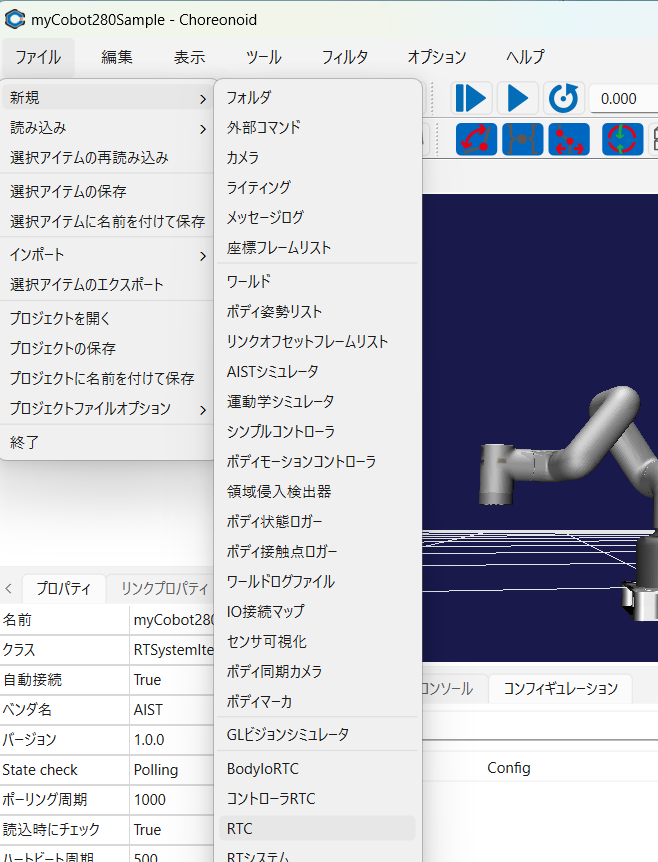 myCobot280Sample - Choreonoid
ファイル 編集 表示 ツール フィルタ オプション ヘルプ
0.000
新規
読み込み
選択アイテムの再読み込み
選択アイテムの保存
選択アイテムに名前を付けて保存
インポート
選択アイテムのエクスポート
プロジェクトを開く
プロジェクトの保存
プロジェクトに名前を付けて保存
プロジェクトファイルオプション
終了
フォルダ
外部コマンド
カメラ
ライティング
メッセージログ
座標フレームリスト
ワールド
ボディ姿勢リスト
リンクオフセットフレームリスト
AISTシミュレータ
運動学シミュレータ
シンプルコントローラ
ボディモーションコントローラ
領域侵入検出器
ボディ状態ロガー
ボディ接触点ロガー
ワールドログファイル
IO接続マップ
センサ可視化
ボディ同期カメラ
ボディマーカ
GLビジョンシミュレータ
BodyIoRTC
コントローラRTC
RTC
RTシステム
プロパティ リンクプロパティ
名前 myCobot280
クラス RTSystemIte
自動接続 True
ベンダ名 AIST
バージョン 1.0.0
State check Polling
ポーリング周期 1000
読込時にチェック True
ハートビート周期 500
コンソール コンフィギュレーション
Config